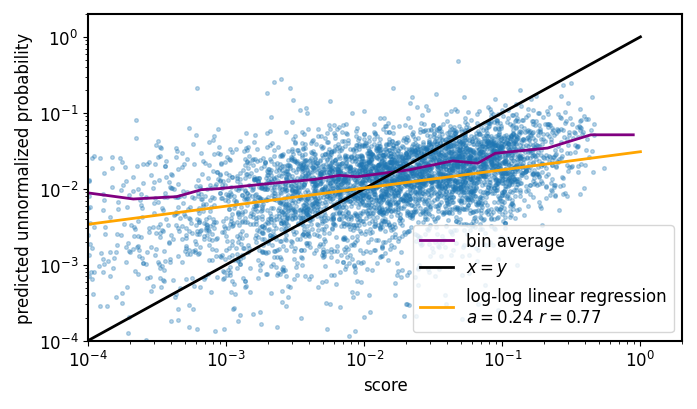 predicted unnormalized probability
10⁰
10⁻¹
10⁻²
10⁻³
10⁻⁴
bin average
x = y
log-log linear regression
a = 0.24 r = 0.77
10⁻⁴ 10⁻³ 10⁻² 10⁻¹ 10⁰
score